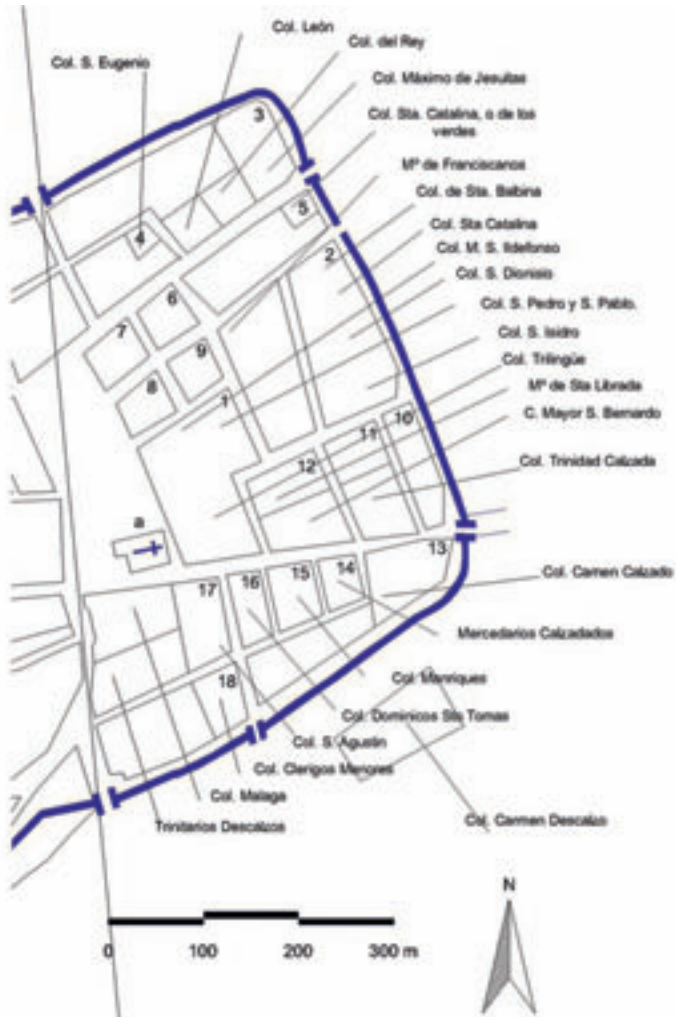 Col. León
Col. del Rey
Col. S. Eugenio
Col. Máximo de Jesuitas
Col. Sta. Catalina, o de los
verdes
Mº de Franciscanos
Col. de Sta. Balbina
Col. Sta Catalina
Col. M. S. Ildefonso
Col. S. Dionisio
Col. S. Pedro y S. Pablo.
Col. S. Isidro
Col. Trilingüe
Mº de Sta Librada
C. Mayor S. Bernardo
Col. Trinidad Calzada
Col. Carmen Calzado
Mercedarios Calzadados
Col. Manriques
Col. Dominicos Sto Tomas
Col. S. Agustin
Col. Clerigos Menores
Col. Malaga
Trinitarios Descalzos
Col. Carmen Descalzo
3
5
4
2
6
7
9
8
1
10
11
12
a
13
14
15
16
17
18
7
N
0 100 200 300 m